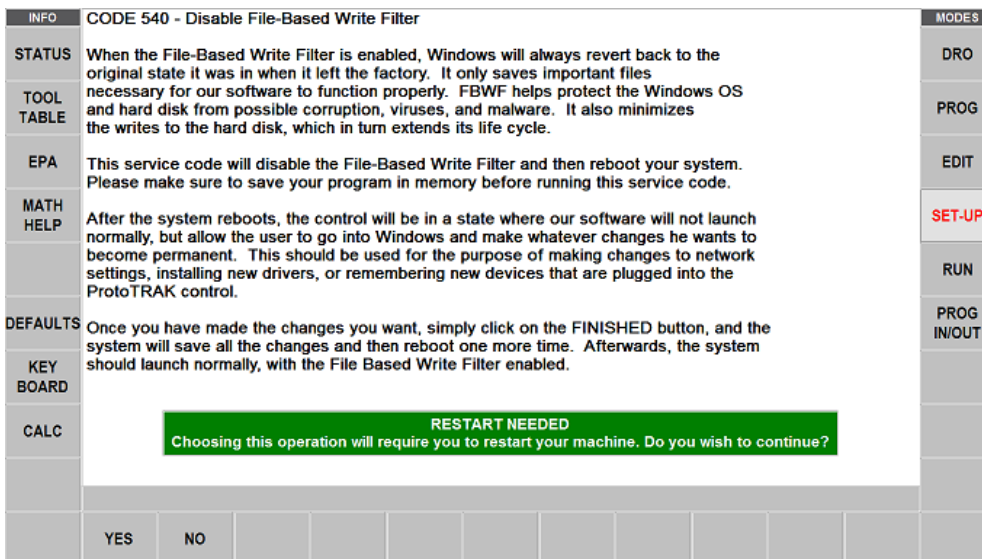 INFO
STATUS
TOOL
TABLE
EPA
MATH
HELP
DEFAULTS
KEY
BOARD
CALC
CODE 540 - Disable File-Based Write Filter
When the File-Based Write Filter is enabled, Windows will always revert back to the
original state it was in when it left the factory. It only saves important files
necessary for our software to function properly. FBWF helps protect the Windows OS
and hard disk from possible corruption, viruses, and malware. It also minimizes
the writes to the hard disk, which in turn extends its life cycle.
This service code will disable the File-Based Write Filter and then reboot your system.
Please make sure to save your program in memory before running this service code.
After the system reboots, the control will be in a state where our software will not launch
normally, but allow the user to go into Windows and make whatever changes he wants to
become permanent. This should be used for the purpose of making changes to network
settings, installing new drivers, or remembering new devices that are plugged into the
ProtoTRAK control.
Once you have made the changes you want, simply click on the FINISHED button, and the
system will save all the changes and then reboot one more time. Afterwards, the system
should launch normally, with the File Based Write Filter enabled.
RESTART NEEDED
Choosing this operation will require you to restart your machine. Do you wish to continue?
MODES
DRO
PROG
EDIT
SET-UP
RUN
PROG
IN/OUT
YES
NO